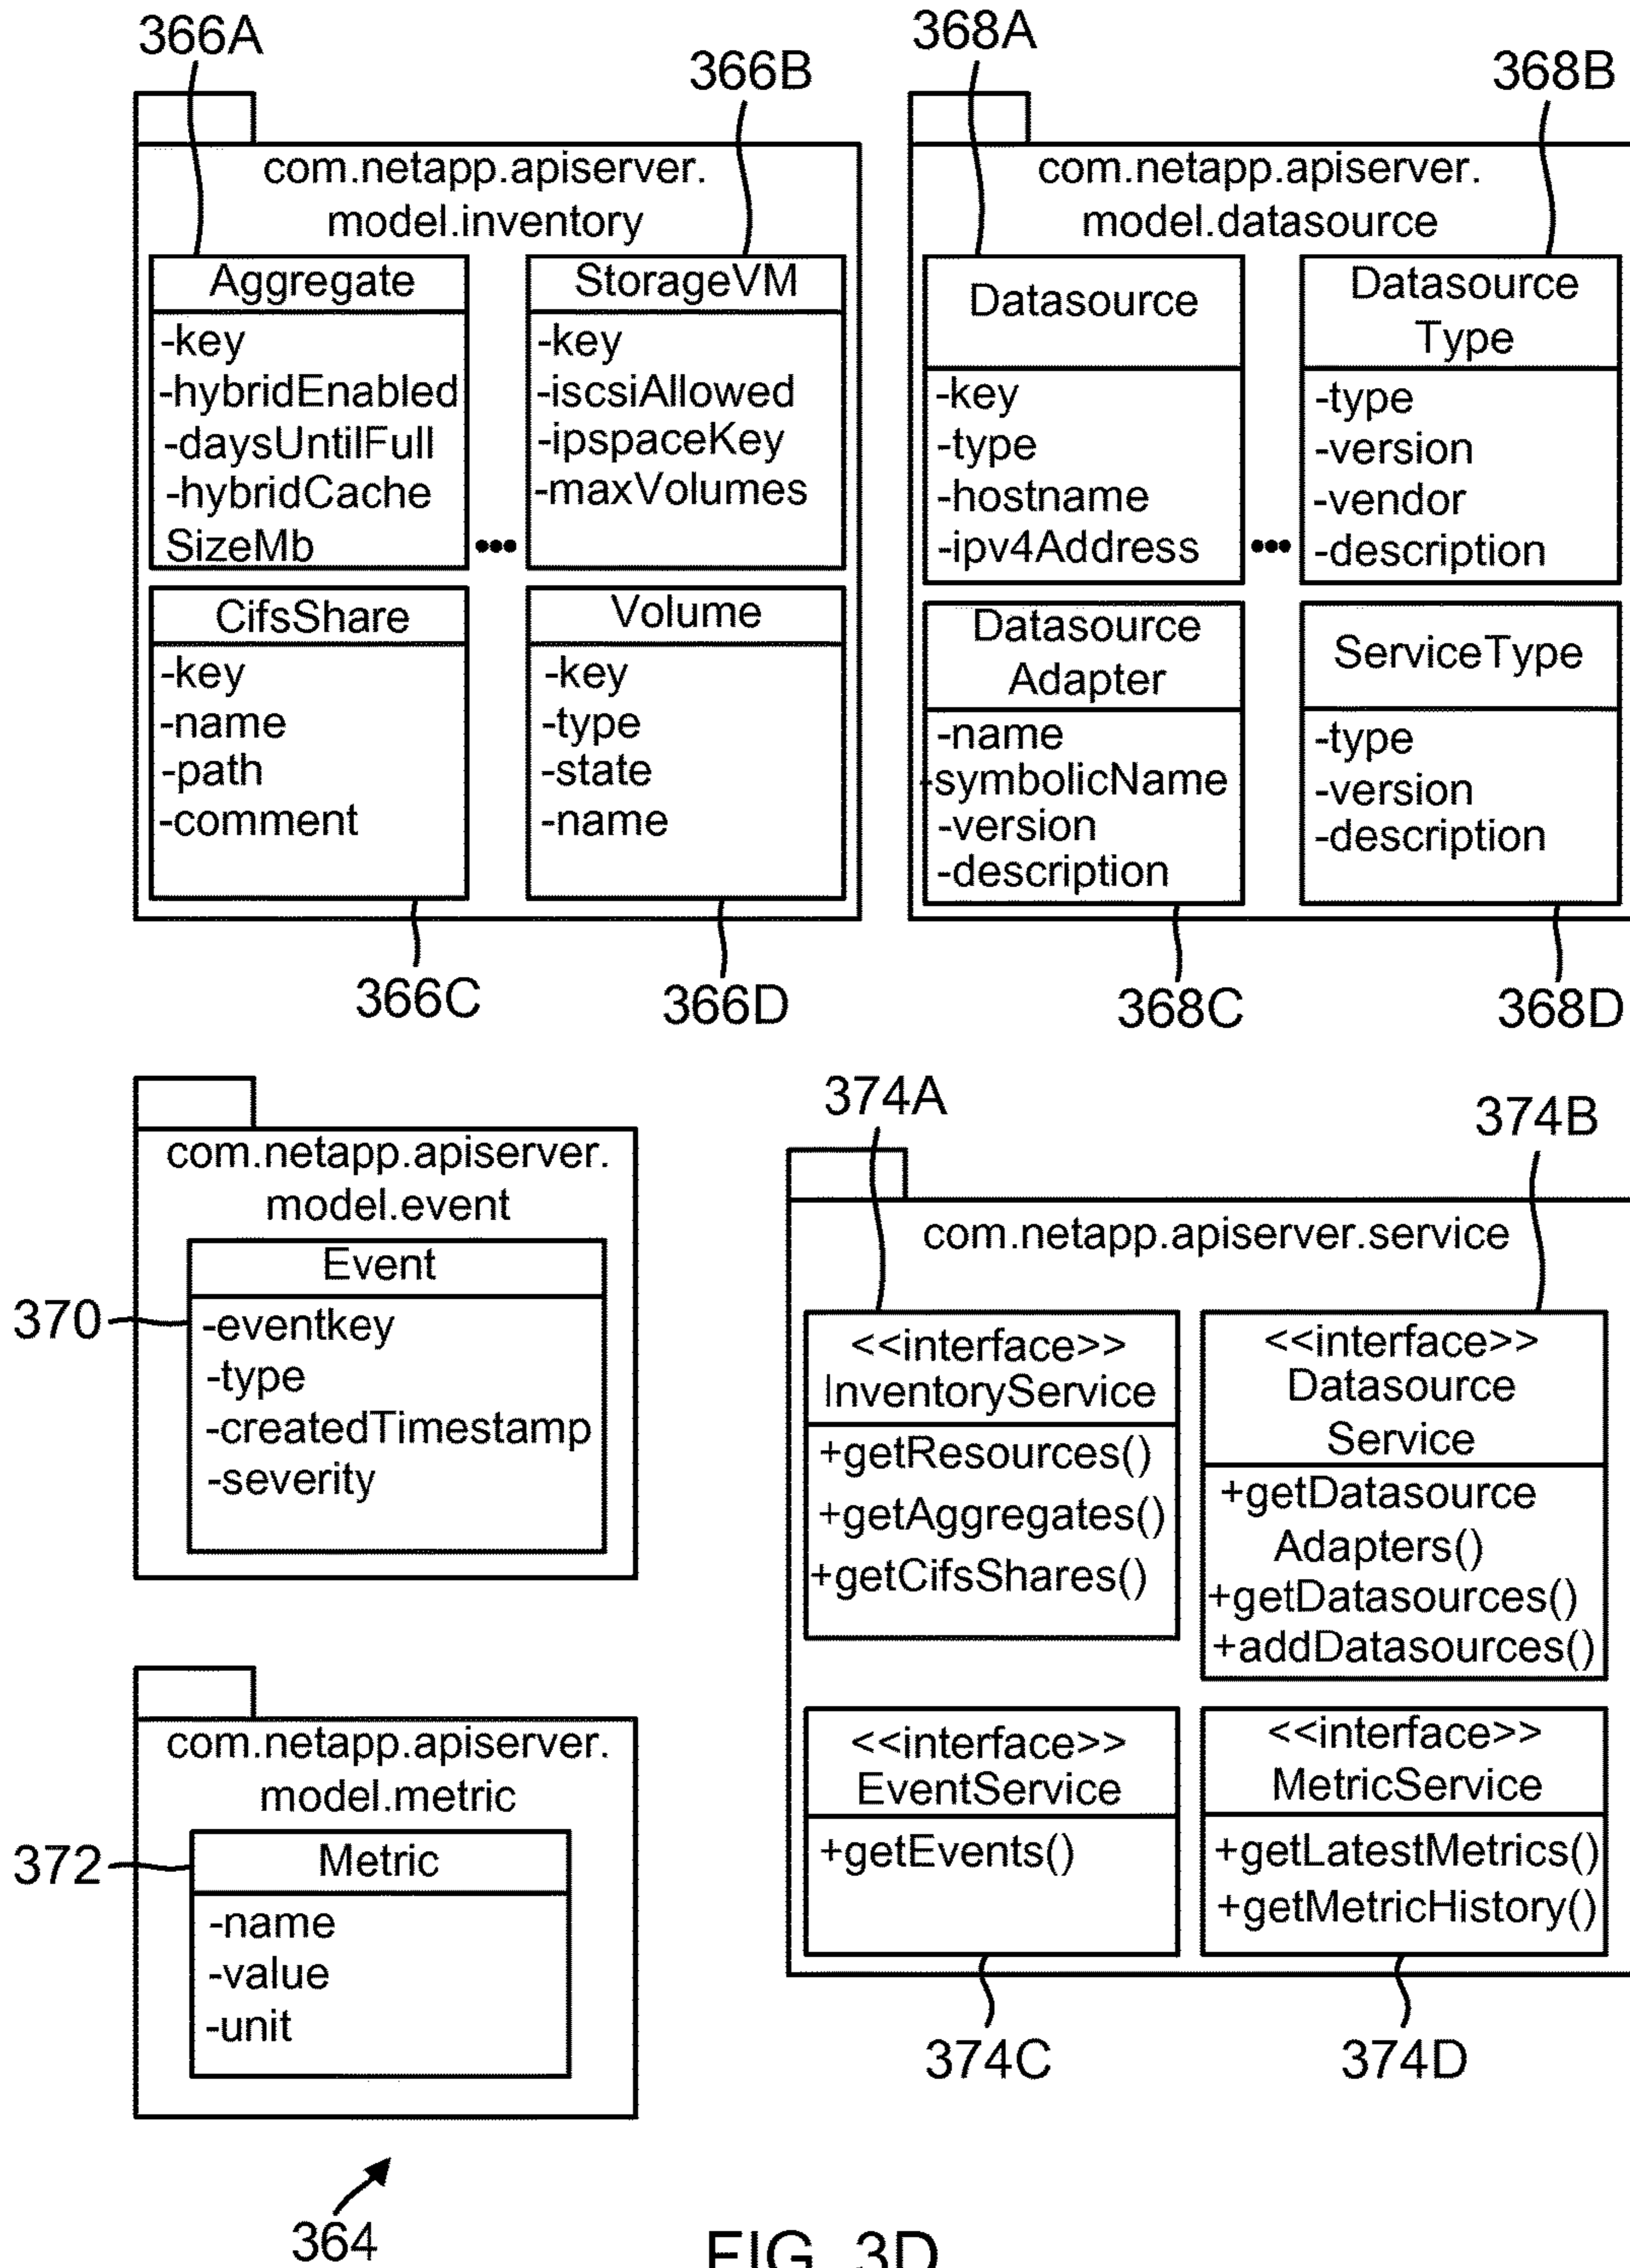 366A
366B
com.netapp.apiserver.
model.inventory
Aggregate
-key
-hybridEnabled
-daysUntilFull
-hybridCache
SizeMb
StorageVM
-key
-iscsiAllowed
-ipspaceKey
-maxVolumes
CifsShare
-key
-name
-path
-comment
Volume
-key
-type
-state
-name
366C
366D
368A
368B
com.netapp.apiserver.
model.datasource
Datasource
-key
-type
-hostname
-ipv4Address
Datasource
Type
-type
-version
-vendor
-description
Datasource
Adapter
-name
-symbolicName
-version
-description
ServiceType
-type
-version
-description
368C
368D
com.netapp.apiserver.
model.event
Event
370
-eventkey
-type
-createdTimestamp
-severity
com.netapp.apiserver.
model.metric
372
Metric
-name
-value
-unit
374A
374B
com.netapp.apiserver.service
<<interface>>
InventoryService
+getResources()
+getAggregates()
+getCifsShares()
<<interface>>
Datasource
Service
+getDatasource
Adapters()
+getDatasources()
+addDatasources()
<<interface>>
EventService
+getEvents()
<<interface>>
MetricService
+getLatestMetrics()
+getMetricHistory()
374C
374D
364
FIG. 3D